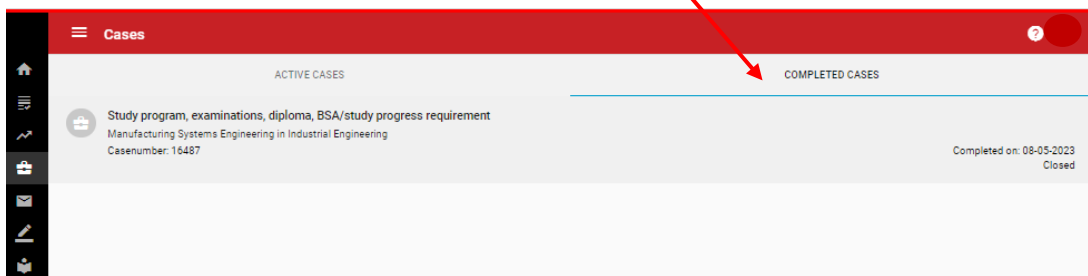 Cases
ACTIVE CASES
COMPLETED CASES
Study program, examinations, diploma, BSA/study progress requirement
Manufacturing Systems Engineering in Industrial Engineering
Casenumber: 16487
Completed on: 08-05-2023
Closed